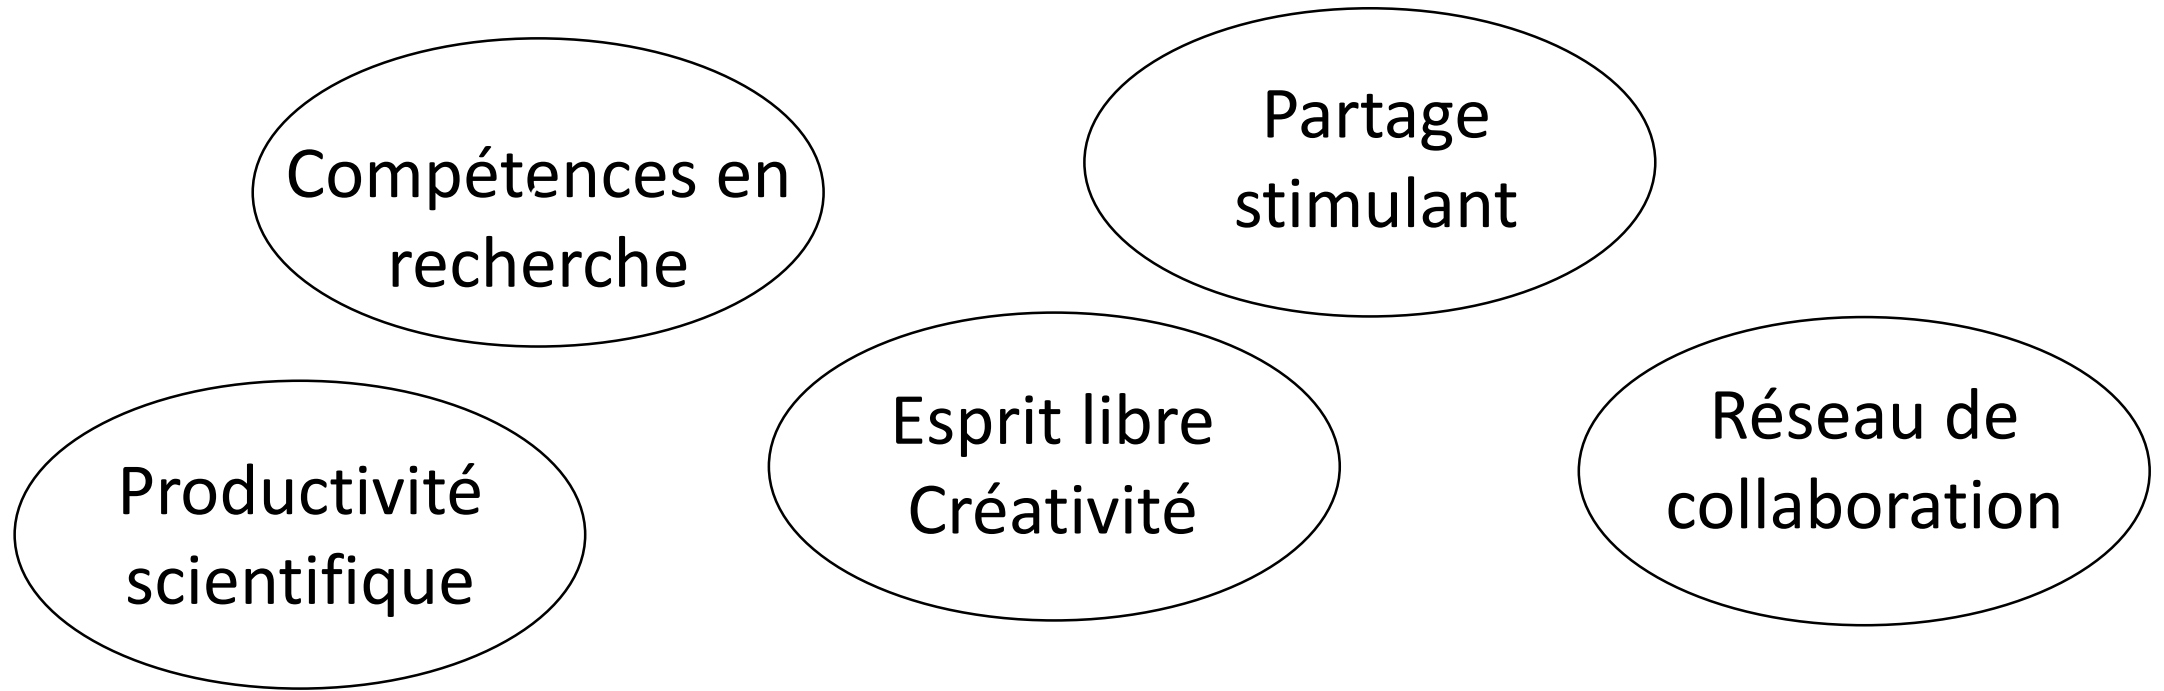 Compétences en
recherche
Partage
stimulant
Productivité
scientifique
Esprit libre
Créativité
Réseau de
collaboration